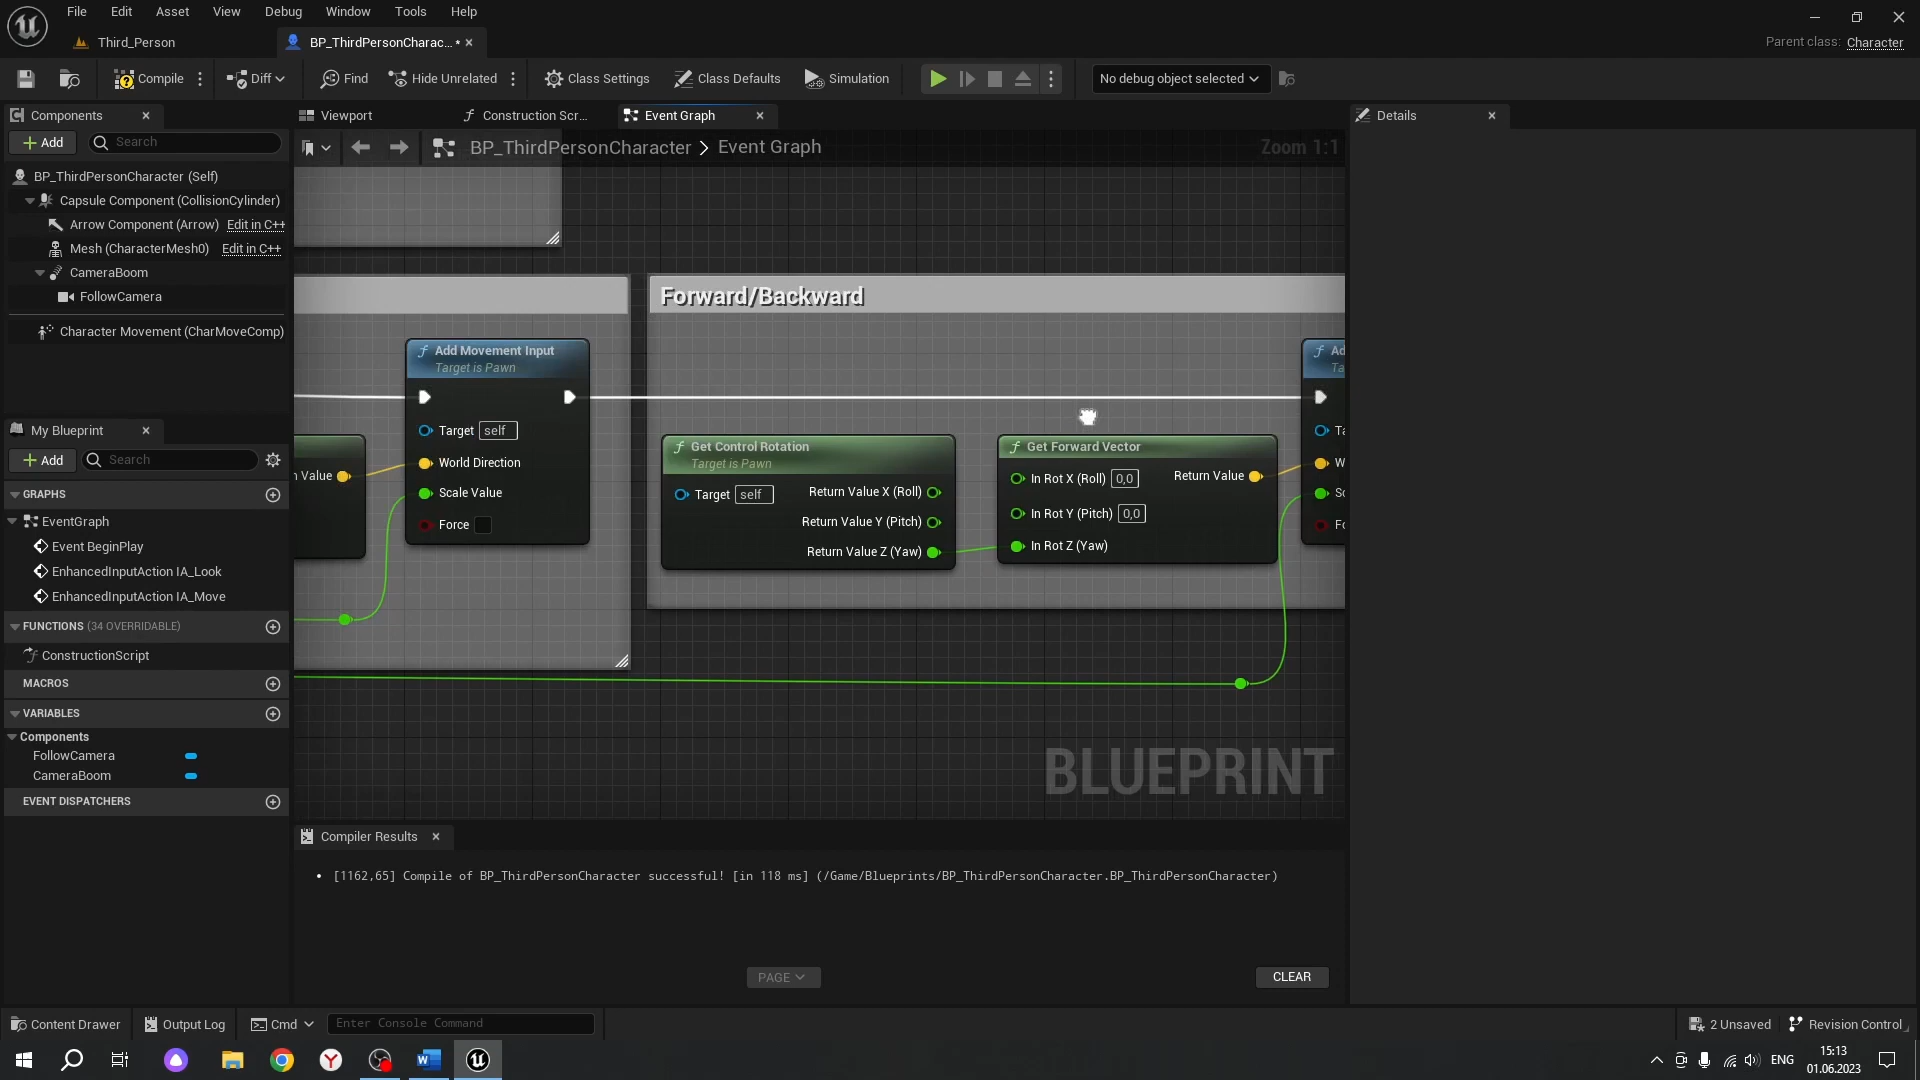 File Edit Asset View Debug Window Tools Help
Third_Person
BP_ThirdPersonCharac... •
Parent class: Character
Compile
Diff
Find
Hide Unrelated
Class Settings
Class Defaults
Simulation
No debug object selected
Components
Add
Search
BP_ThirdPersonCharacter (Self)
Capsule Component (CollisionCylinder)
Arrow Component (Arrow) Edit in C++
Mesh (CharacterMesh0) Edit in C++
CameraBoom
FollowCamera
Character Movement (CharMoveComp)
My Blueprint
Add
Search
GRAPHS
EventGraph
Event BeginPlay
EnhancedInputAction IA_Look
EnhancedInputAction IA_Move
FUNCTIONS (34 OVERRIDABLE)
ConstructionScript
MACROS
VARIABLES
Components
FollowCamera
CameraBoom
EVENT DISPATCHERS
Viewport
Construction Scr...
Event Graph
BP_ThirdPersonCharacter > Event Graph
Zoom 1:1
Forward/Backward
n Value
Add Movement Input
Target is Pawn
Target self
World Direction
Scale Value
Force
Get Control Rotation
Target is Pawn
Target self
Return Value X (Roll)
Return Value Y (Pitch)
Return Value Z (Yaw)
Get Forward Vector
In Rot X (Roll) 0,0
Return Value
In Rot Y (Pitch) 0,0
In Rot Z (Yaw)
Ad
Ta
Ta
W
Sc
Fo
BLUEPRINT
Compiler Results
• [1162,65] Compile of BP_ThirdPersonCharacter successful! [in 118 ms] (/Game/Blueprints/BP_ThirdPersonCharacter.BP_ThirdPersonCharacter)
PAGE
CLEAR
Details
Content Drawer
Output Log
Cmd
Enter Console Command
2 Unsaved
Revision Control
ENG
15:13
01.06.2023